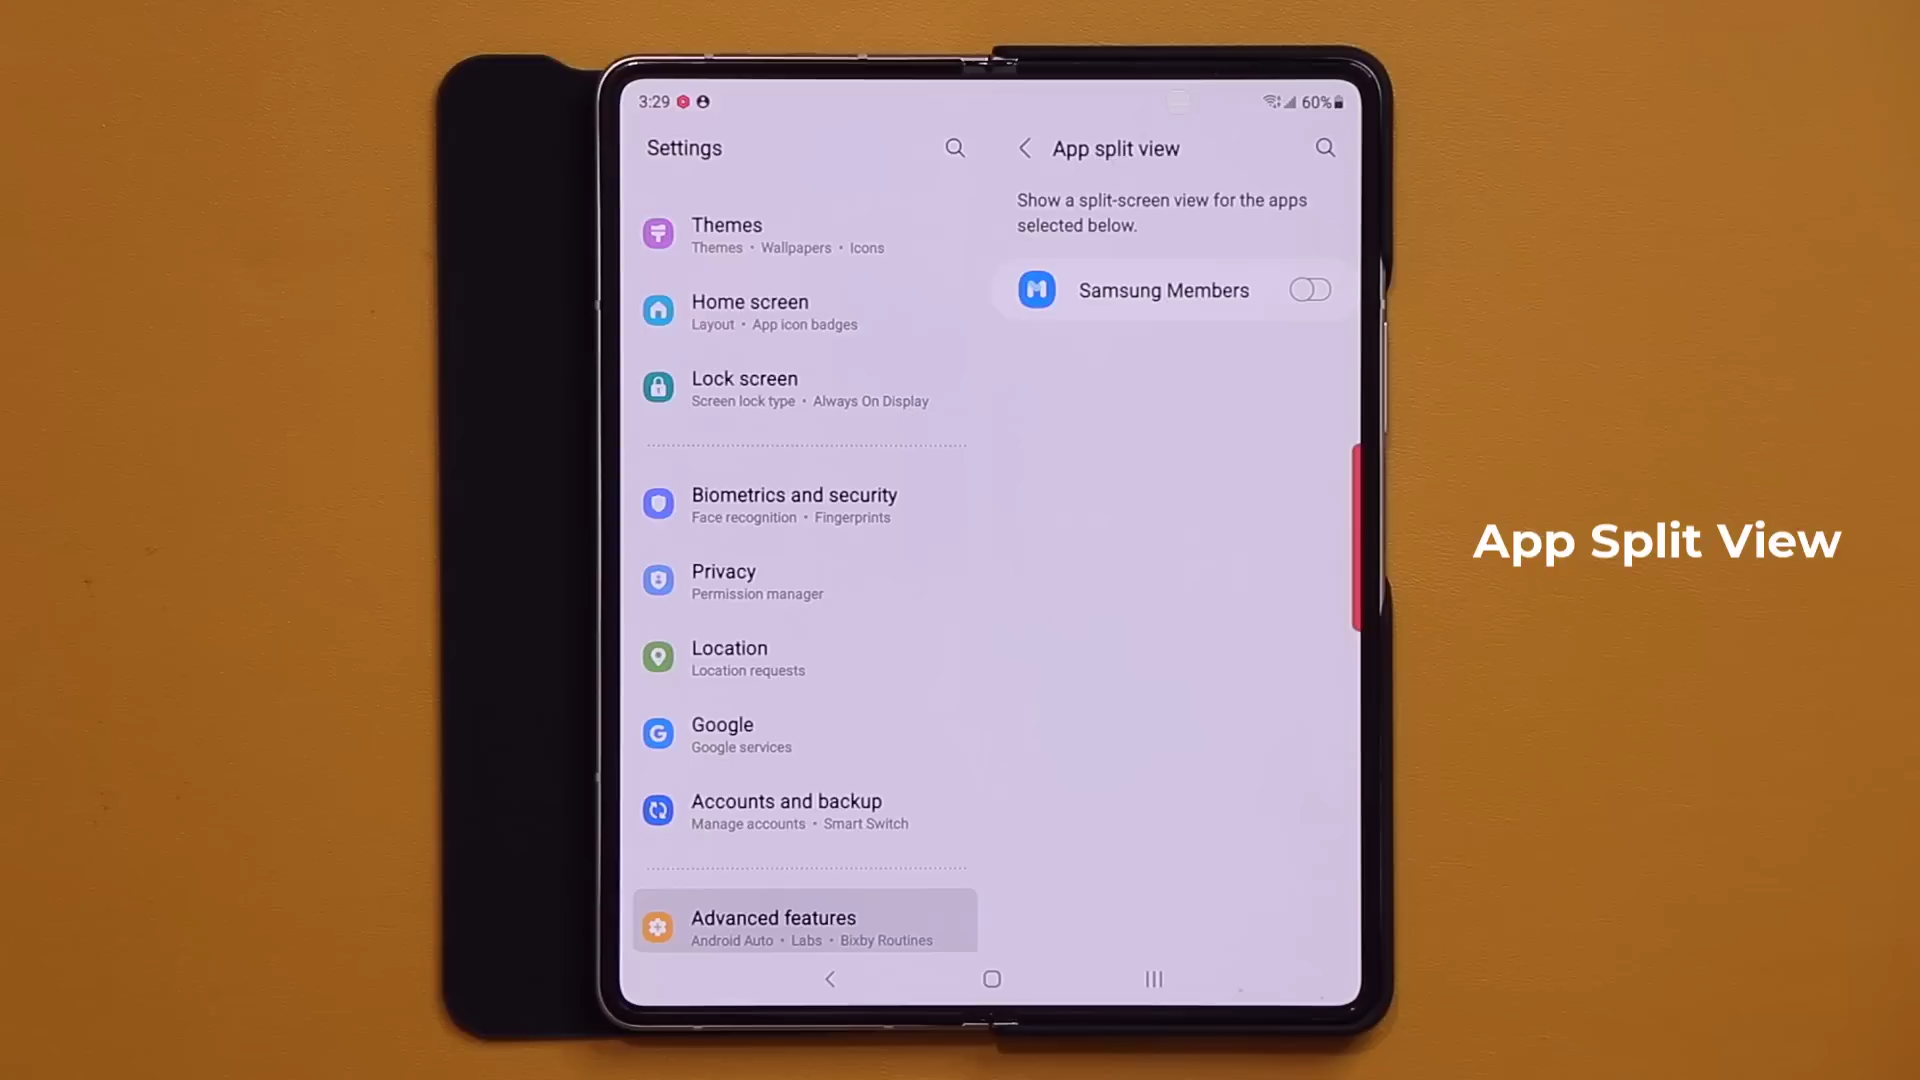 3:29
60%
Settings
Themes
Themes • Wallpapers • Icons
Home screen
Layout • App icon badges
Lock screen
Screen lock type • Always On Display
Biometrics and security
Face recognition • Fingerprints
Privacy
Permission manager
Location
Location requests
Google
Google services
Accounts and backup
Manage accounts • Smart Switch
Advanced features
Android Auto • Labs • Bixby Routines
App split view
Show a split-screen view for the apps
selected below.
Samsung Members
App Split View